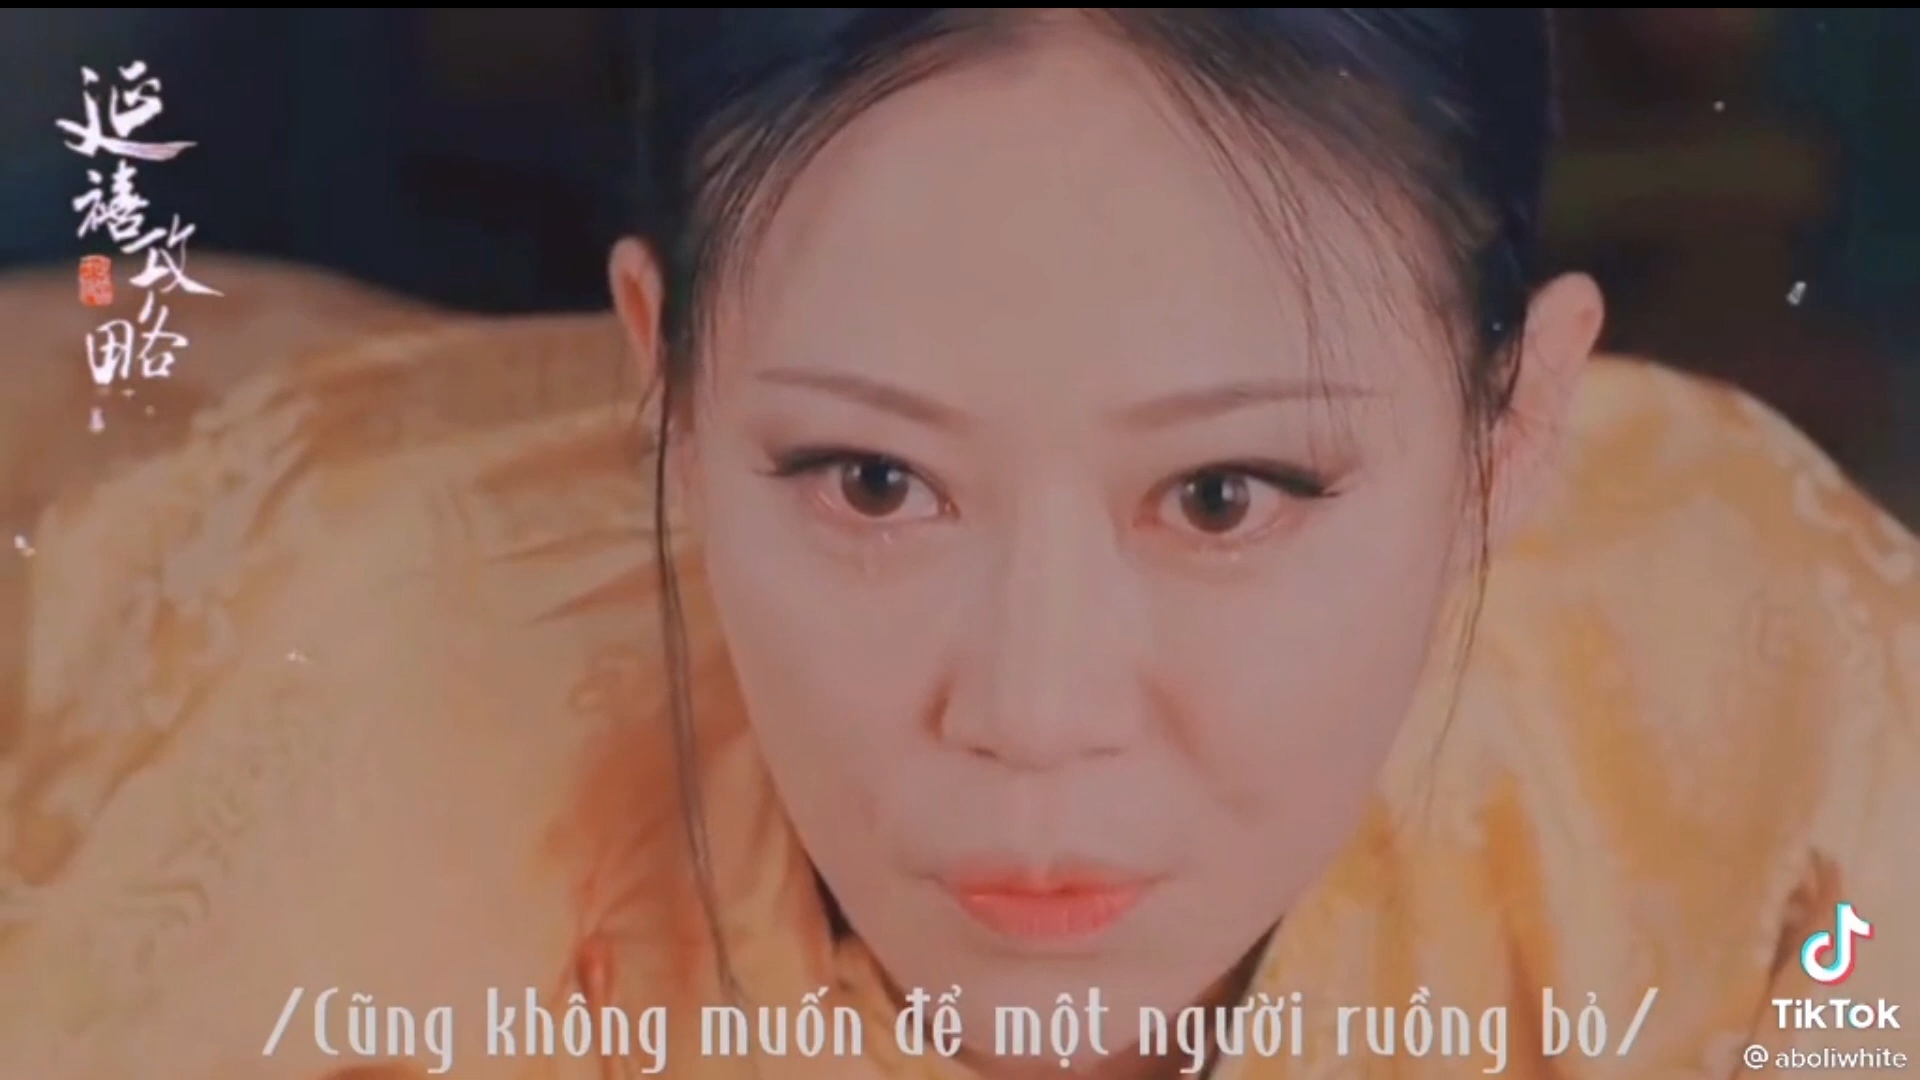 延禧攻略
/Cũng không muốn để một người ruồng bỏ/
TikTok
@aboliwhite